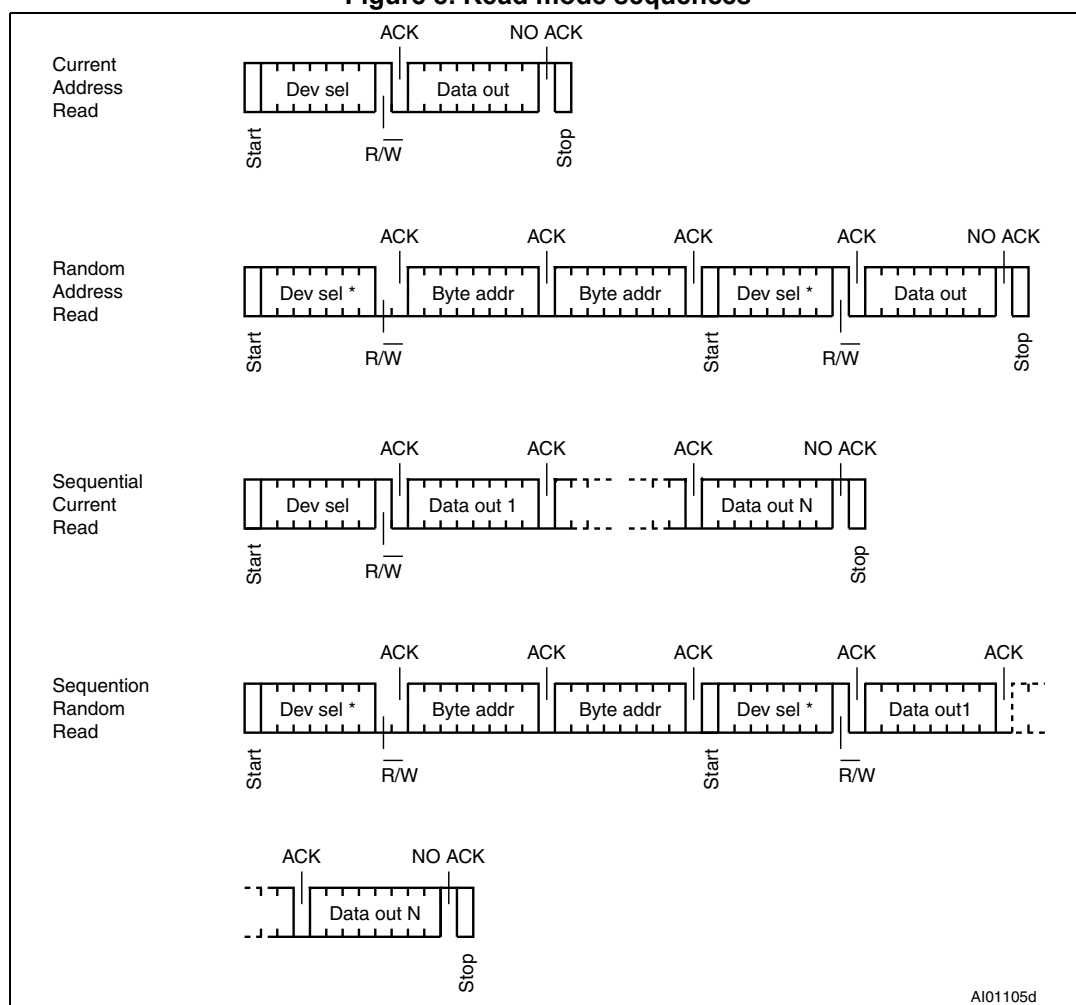 Figure 8. Read mode sequences
Current
Address
Read
ACK
NO ACK
Dev sel
Data out
Start
R/W
Stop
Random
Address
Read
ACK
ACK
ACK
ACK
NO ACK
Dev sel *
Byte addr
Byte addr
Dev sel *
Data out
Start
R/W
Start
R/W
Stop
Sequential
Current
Read
ACK
ACK
ACK
NO ACK
Dev sel
Data out 1
Data out N
Start
R/W
Stop
Sequention
Random
Read
ACK
ACK
ACK
ACK
ACK
Dev sel *
Byte addr
Byte addr
Dev sel *
Data out1
Start
R/W
Start
R/W
ACK
NO ACK
Data out N
Stop
AI01105d